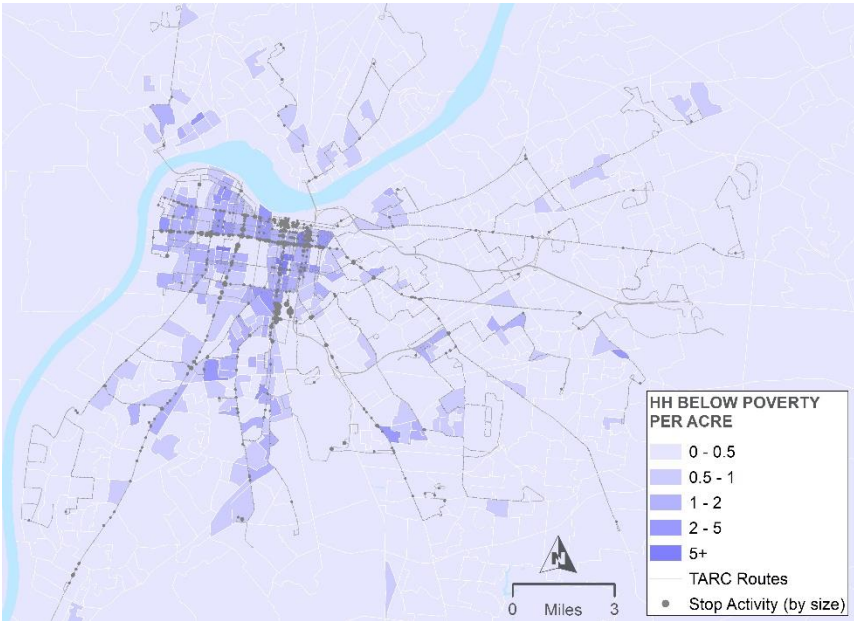 HH BELOW POVERTY
PER ACRE
0 - 0.5
0.5 - 1
1 - 2
2 - 5
5+
TARC Routes
Stop Activity (by size)
N
0 Miles 3